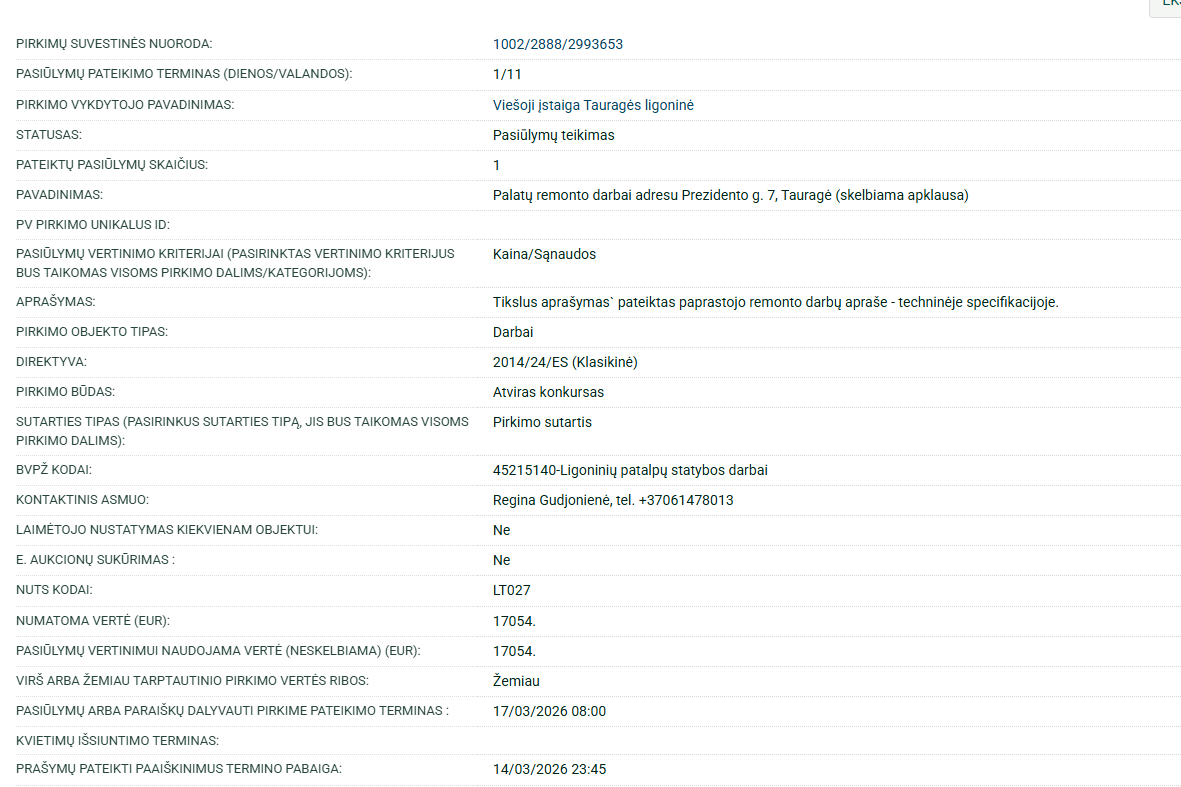 PIRKIMŲ SUVESTINĖS NUORODA: 1002/2888/2993653
PASIŪLYMŲ PATEIKIMO TERMINAS (DIENOS/VALANDOS): 1/11
PIRKIMO VYKDYTOJO PAVADINIMAS: Viešoji įstaiga Tauragės ligoninė
STATUSAS: Pasiūlymų teikimas
PATEIKTŲ PASIŪLYMŲ SKAIČIUS: 1
PAVADINIMAS: Palatų remonto darbai adresu Prezidento g. 7, Tauragė (skelbiama apklausa)
PV PIRKIMO UNIKALUS ID:
PASIŪLYMŲ VERTINIMO KRITERIJAI (PASIRINKTAS VERTINIMO KRITERIJUS Kaina/Sąnaudos
BUS TAIKOMAS VISOMS PIRKIMO DALIMS/KATEGORIJOMS):
APRAŠYMAS: Tikslus aprašymas` pateiktas paprastojo remonto darbų apraše - techninėje specifikacijoje.
PIRKIMO OBJEKTO TIPAS: Darbai
DIREKTYVA: 2014/24/ES (Klasikinė)
PIRKIMO BŪDAS: Atviras konkursas
SUTARTIES TIPAS (PASIRINKUS SUTARTIES TIPĄ, JIS BUS TAIKOMAS VISOMS Pirkimo sutartis
PIRKIMO DALIMS):
BVPŽ KODAI: 45215140-Ligoninių patalpų statybos darbai
KONTAKTINIS ASMUO: Regina Gudjonienė, tel. +37061478013
LAIMĖTOJO NUSTATYMAS KIEKVIENAM OBJEKTUI: Ne
E. AUKCIONŲ SUKŪRIMAS : Ne
NUTS KODAI: LT027
NUMATOMA VERTĖ (EUR): 17054.
PASIŪLYMŲ VERTINIMUI NAUDOJAMA VERTĖ (NESKELBIAMA) (EUR): 17054.
VIRŠ ARBA ŽEMIAU TARPTAUTINIO PIRKIMO VERTĖS RIBOS: Žemiau
PASIŪLYMŲ ARBA PARAIŠKŲ DALYVAUTI PIRKIME PATEIKIMO TERMINAS : 17/03/2026 08:00
KVIETIMŲ IŠSIUNTIMO TERMINAS:
PRAŠYMŲ PATEIKTI PAAIŠKINIMUS TERMINO PABAIGA: 14/03/2026 23:45